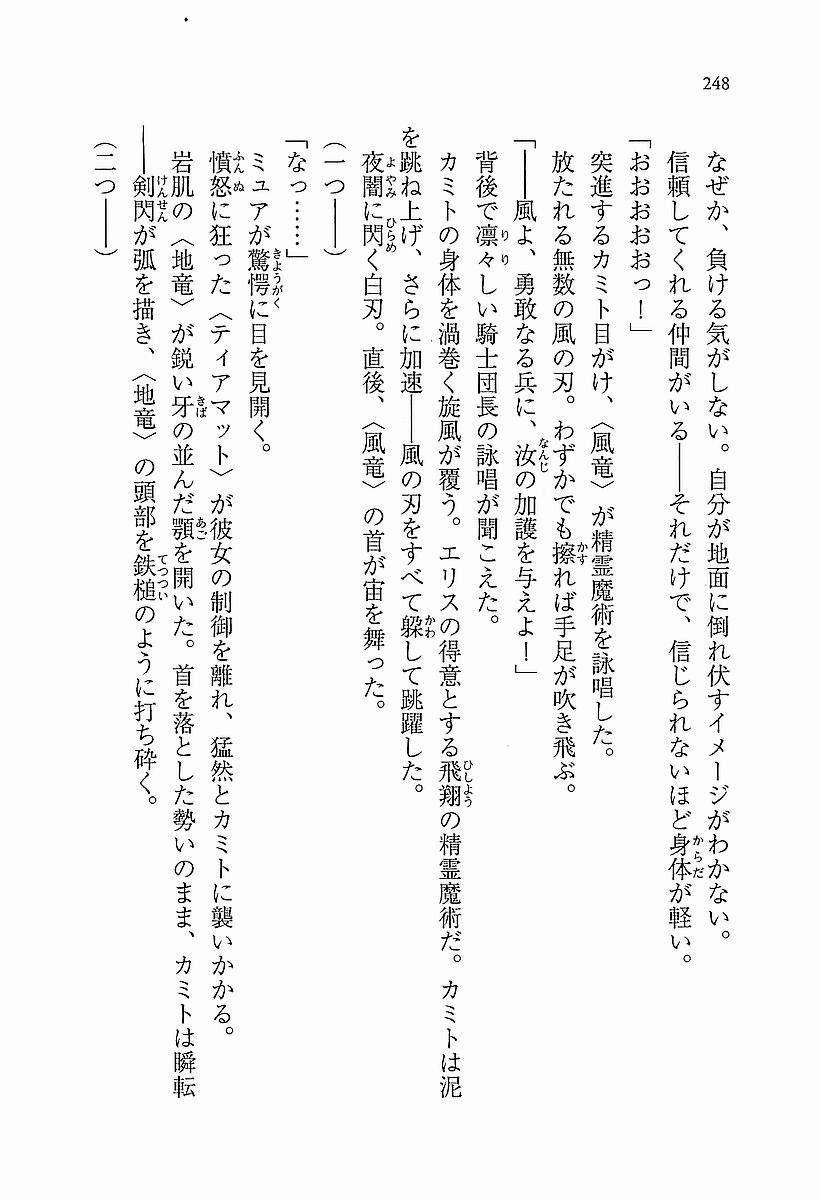 248
なぜか、負ける気がしない。自分が地面に倒れ伏すイメージがわかない。
信頼してくれる仲間がいる――それだけで、信じられないほど身体が軽い。
「おおおおおっ！」
突進するカミト目がけ、〈風竜〉が精霊魔術を詠唱した。
放たれる無数の風の刃。わずかでも擦れば手足が吹き飛ぶ。
「――風よ、勇敢なる兵に、汝の加護を与えよ！」
背後で凛々しい騎士団長の詠唱が聞こえた。
カミトの身体を渦巻く旋風が覆う。エリスの得意とする飛翔の精霊魔術だ。カミトは泥
を跳ね上げ、さらに加速――風の刃をすべて躱して跳躍した。
夜闇に閃く白刃。直後、〈風竜〉の首が宙を舞った。
（一つ――）
「なっ……」
ミュアが驚愕に目を見開く。
憤怒に狂った〈ティアマット〉が彼女の制御を離れ、猛然とカミトに襲いかかる。
岩肌の〈地竜〉が鋭い牙の並んだ顎を開いた。首を落とした勢いのまま、カミトは瞬転
――剣閃が弧を描き、〈地竜〉の頭部を鉄槌のように打ち砕く。
（二つ――）